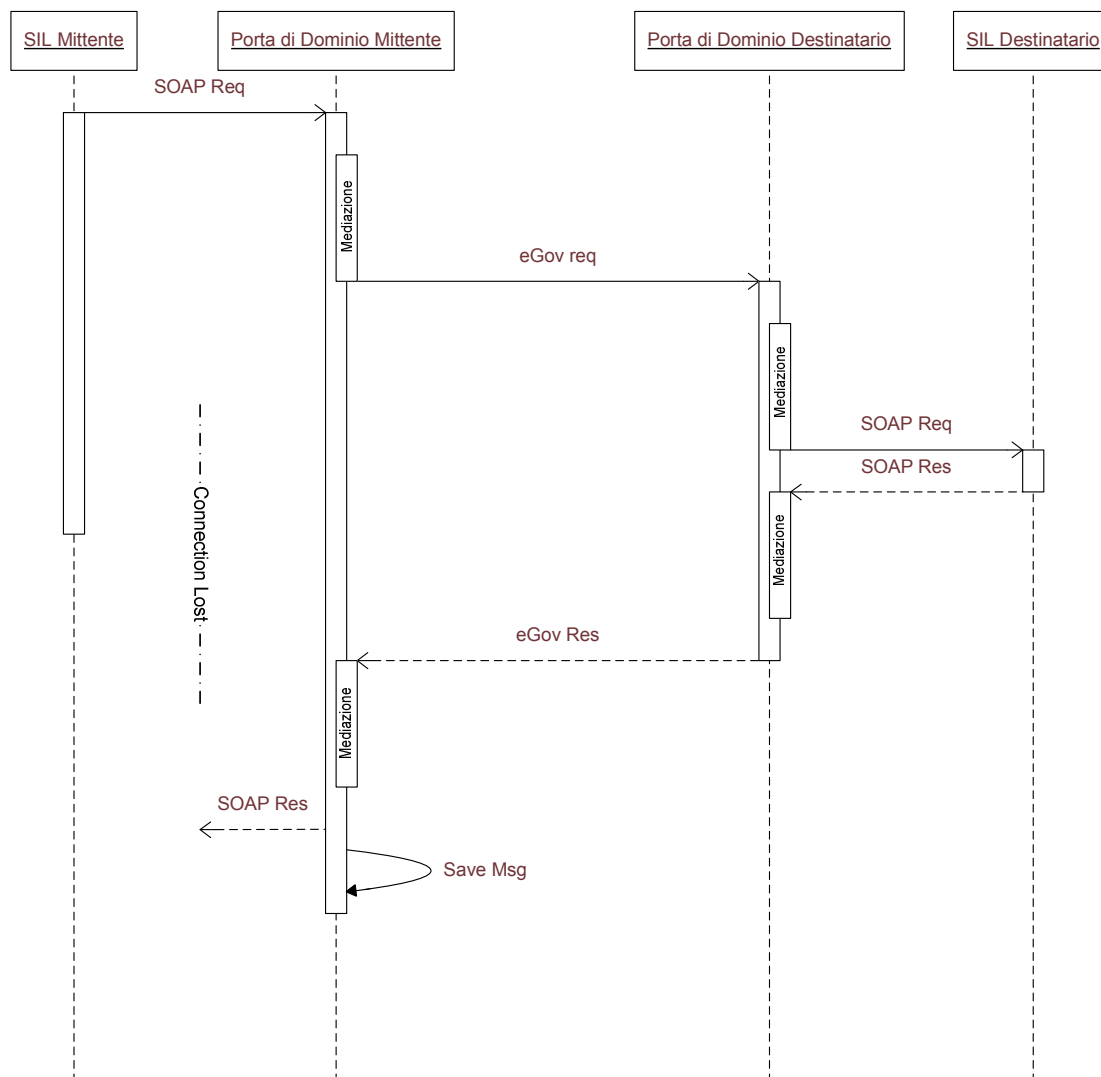 SIL Mittente
Porta di Dominio Mittente
Porta di Dominio Destinatario
SIL Destinatario
SOAP Req
Mediazione
eGov req
Mediazione
SOAP Req
SOAP Res
Connection Lost
Mediazione
eGov Res
Mediazione
SOAP Res
Save Msg